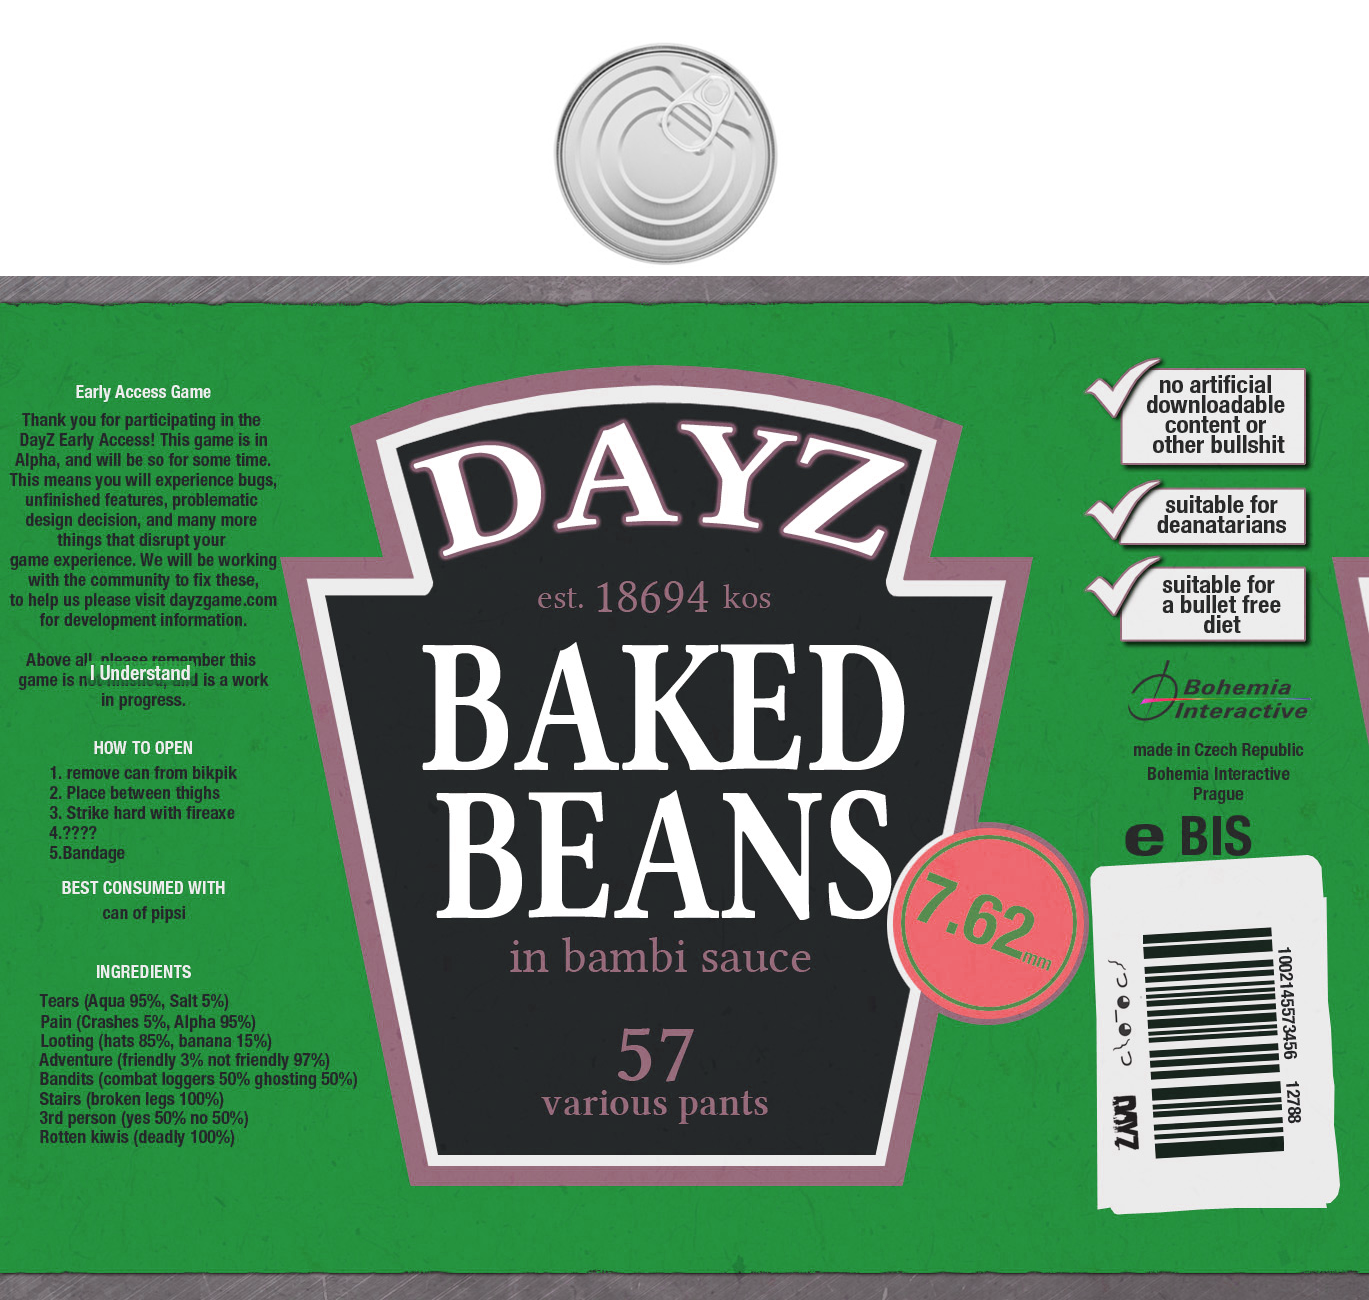 Early Access Game
Thank you for participating in the
DayZ Early Access! This game is in
Alpha, and will be so for some time.
This means you will experience bugs,
unfinished features, problematic
design decision, and many more
things that disrupt your
game experience. We will be working
with the community to fix these,
to help us please visit dayzgame.com
for development information.
Above all, please remember this
I Understand
game is not finished, and is a work
in progress.
HOW TO OPEN
1. remove can from bikpik
2. Place between thighs
3. Strike hard with fireaxe
4.????
5.Bandage
BEST CONSUMED WITH
can of pipsi
INGREDIENTS
Tears (Aqua 95%, Salt 5%)
Pain (Crashes 5%, Alpha 95%)
Looting (hats 85%, banana 15%)
Adventure (friendly 3% not friendly 97%)
Bandits (combat loggers 50% ghosting 50%)
Stairs (broken legs 100%)
3rd person (yes 50% no 50%)
Rotten kiwis (deadly 100%)
DAYZ
est. 18694 kos
BAKED
BEANS
in bambi sauce
57
various pants
7.62mm
no artificial
downloadable
content or
other bullshit
suitable for
deanatarians
suitable for
a bullet free
diet
Bohemia
Interactive
made in Czech Republic
Bohemia Interactive
Prague
e BIS
1002145573456 12788
DAYZ